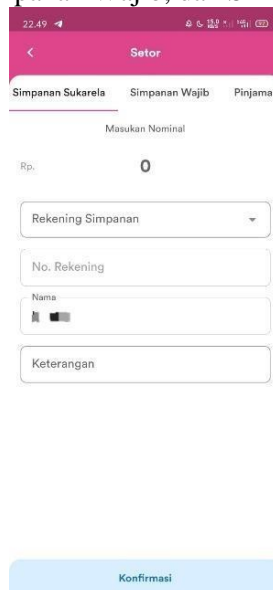 22.49
Setor
Simpanan Sukarela Simpanan Wajib Pinjama
Masukan Nominal
Rp. 0
Rekening Simpanan
No. Rekening
Nama
Keterangan
Konfirmasi